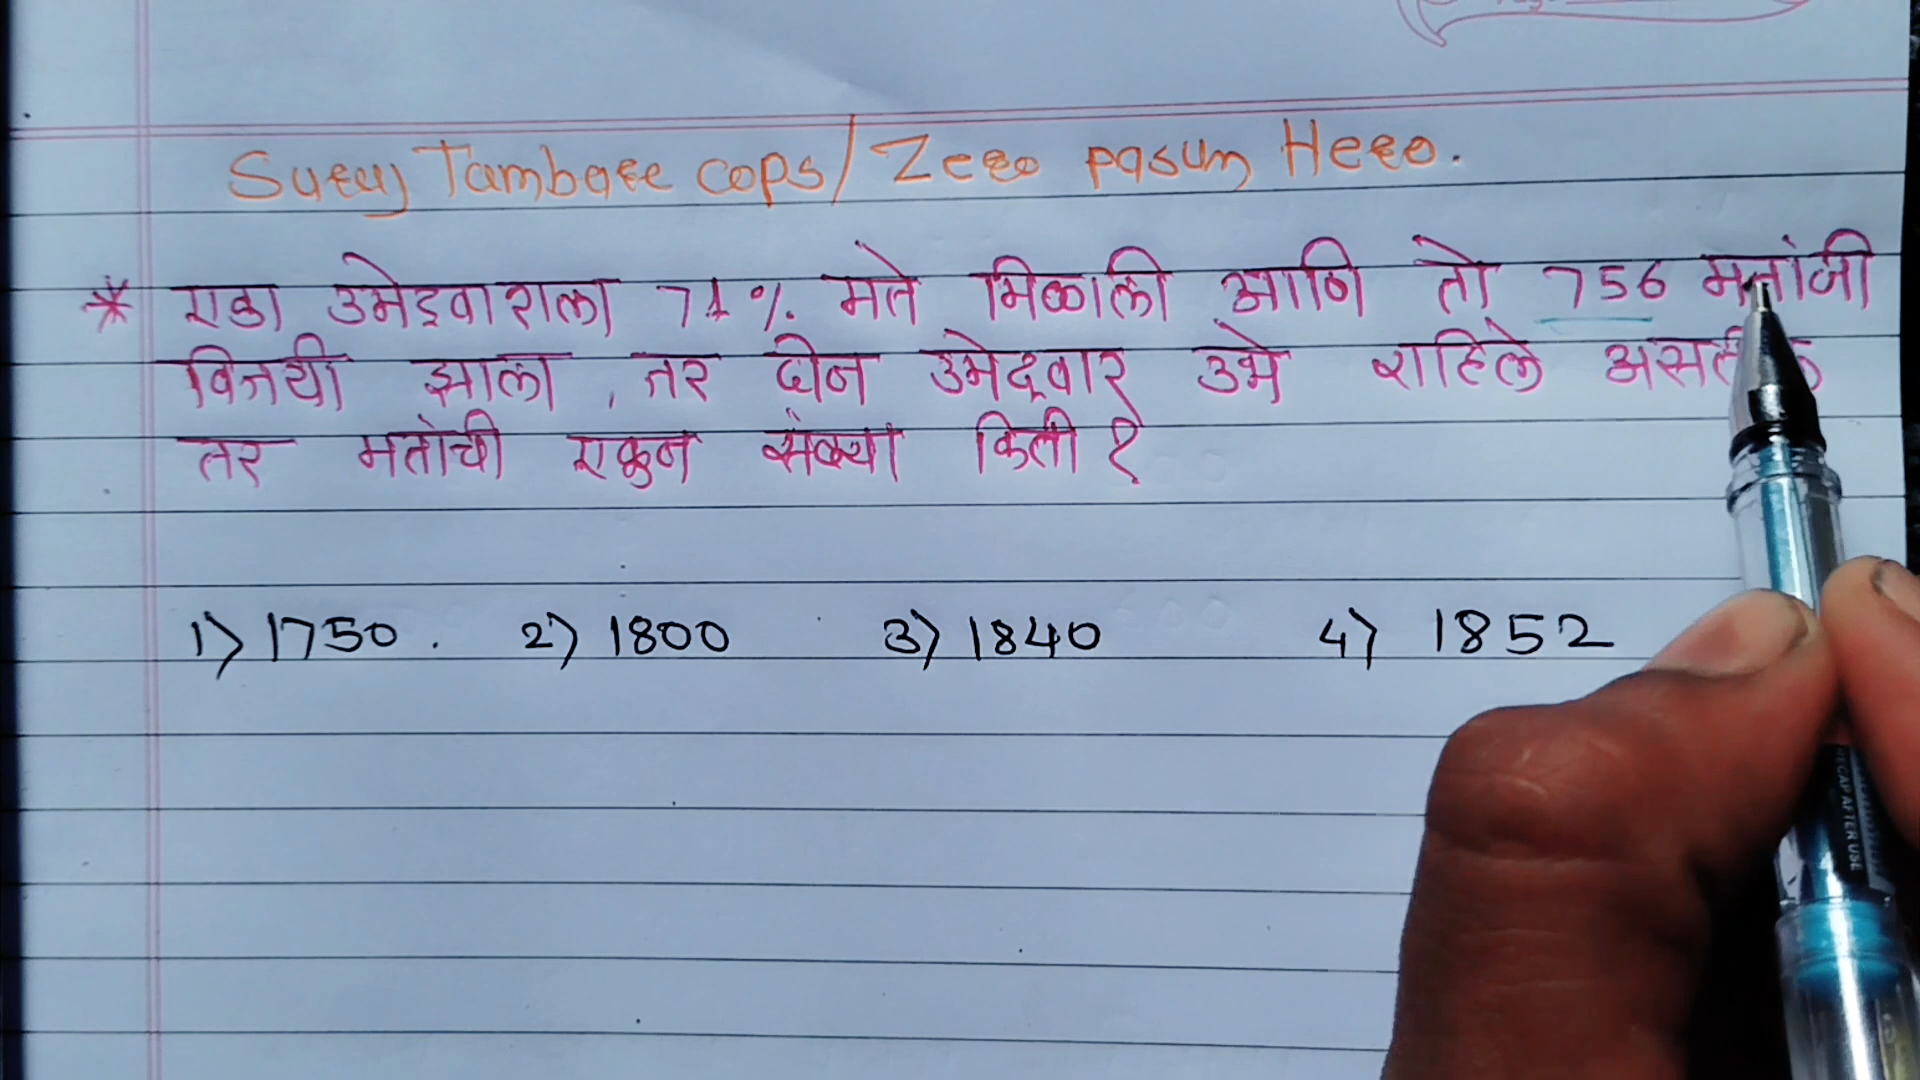 Suruj Tambare cops/Zero pasun Hero.
* एका उमेदवाराला 71% मते मिळाली आणि तो 756 मतांनी
विजयी झाला, तर दोन उमेदवार उभे राहिले असतील
तर मतांची एकुन संख्या किती?
1) 1750. 2) 1800 3) 1840 4) 1852